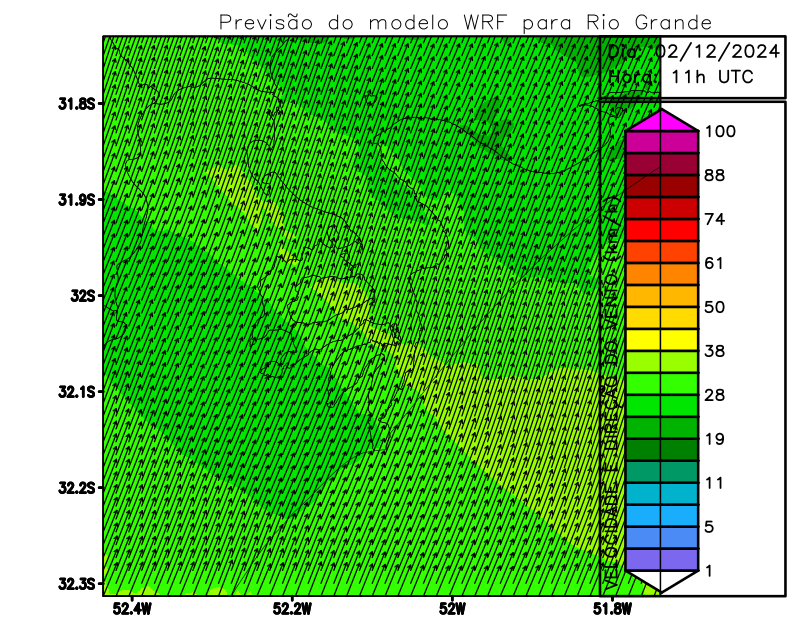 Previsão do modelo WRF para Rio Grande
Dia: 02/12/2024
Hora: 11h UTC
31.8S
31.9S
32S
32.1S
32.2S
32.3S
52.4W
52.2W
52W
51.8W
VELOCIDADE E DIREÇÃO DO VENTO (km/h)
100
88
74
61
50
38
28
19
11
5
1